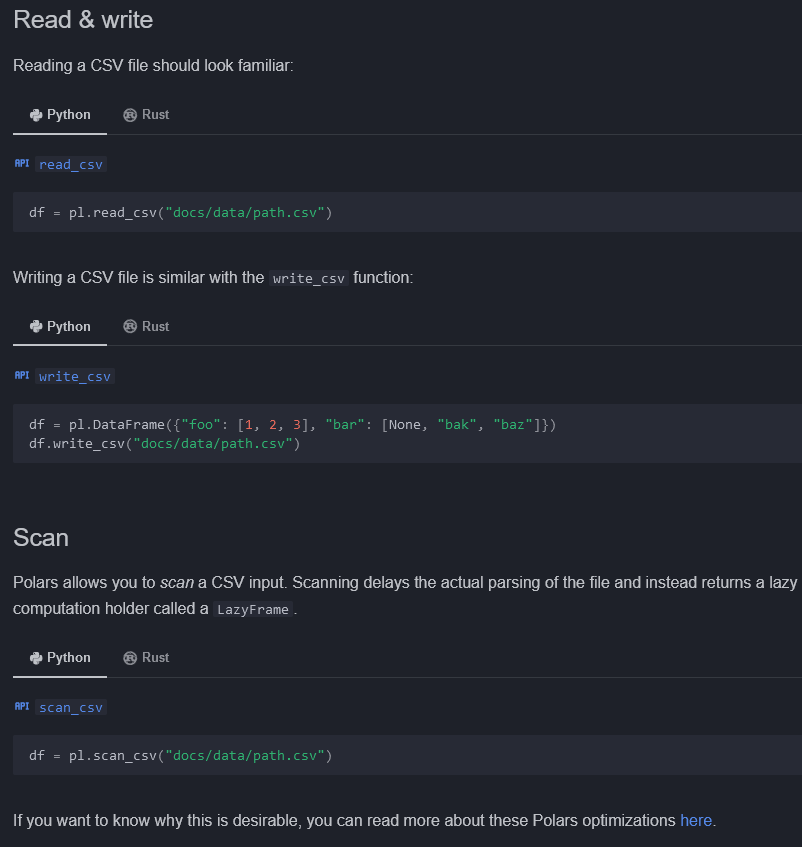 Read & write
Reading a CSV file should look familiar:
Python Rust
API read_csv
df = pl.read_csv("docs/data/path.csv")
Writing a CSV file is similar with the write_csv function:
Python Rust
API write_csv
df = pl.DataFrame({"foo": [1, 2, 3], "bar": [None, "bak", "baz"]})
df.write_csv("docs/data/path.csv")
Scan
Polars allows you to scan a CSV input. Scanning delays the actual parsing of the file and instead returns a lazy
computation holder called a LazyFrame.
Python Rust
API scan_csv
df = pl.scan_csv("docs/data/path.csv")
If you want to know why this is desirable, you can read more about these Polars optimizations here.